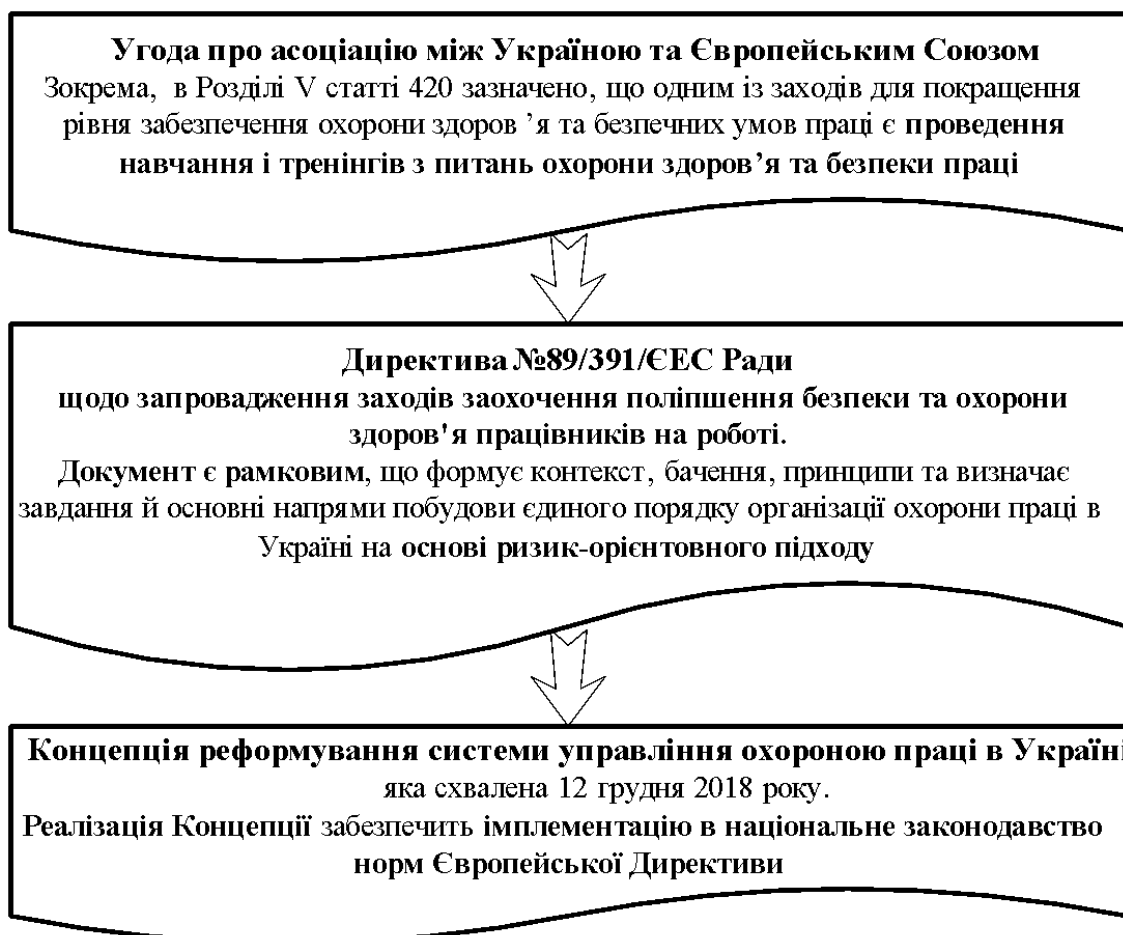 Угода про асоціацію між Україною та Європейським Союзом
Зокрема, в Розділі V статті 420 зазначено, що одним із заходів для покращення
рівня забезпечення охорони здоров ’я та безпечних умов праці є проведення
навчання і тренінгів з питань охорони здоров’я та безпеки праці
Директива №89/391/ЄЕС Ради
щодо запровадження заходів заохочення поліпшення безпеки та охорони
здоров'я працівників на роботі.
Документ є рамковим, що формує контекст, бачення, принципи та визначає
завдання й основні напрями побудови єдиного порядку організації охорони праці в
Україні на основі ризик-орієнтовного підходу
Концепція реформування системи управління охороною праці в Україні
яка схвалена 12 грудня 2018 року.
Реалізація Концепції забезпечить імплементацію в національне законодавство
норм Європейської Директиви